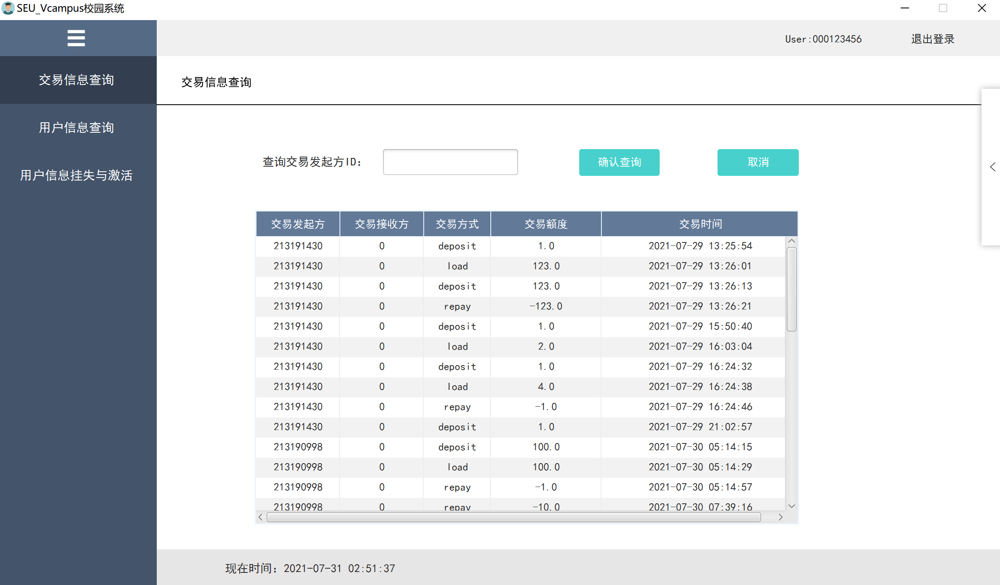 SEU_Vcampus校园系统
User:000123456 退出登录
交易信息查询
用户信息查询
用户信息挂失与激活
交易信息查询
查询交易发起方ID： 确认查询 取消
交易发起方 交易接收方 交易方式 交易额度 交易时间
213191430 0 deposit 1.0 2021-07-29 13:25:54
213191430 0 load 123.0 2021-07-29 13:26:01
213191430 0 deposit 123.0 2021-07-29 13:26:13
213191430 0 repay -123.0 2021-07-29 13:26:21
213191430 0 deposit 1.0 2021-07-29 15:50:40
213191430 0 load 2.0 2021-07-29 16:03:04
213191430 0 deposit 1.0 2021-07-29 16:24:32
213191430 0 load 4.0 2021-07-29 16:24:38
213191430 0 repay -1.0 2021-07-29 16:24:46
213191430 0 deposit 1.0 2021-07-29 21:02:57
213190998 0 deposit 100.0 2021-07-30 05:14:15
213190998 0 load 100.0 2021-07-30 05:14:29
213190998 0 repay -1.0 2021-07-30 05:14:57
213190998 0 repay -10.0 2021-07-30 07:39:16
现在时间：2021-07-31 02:51:37